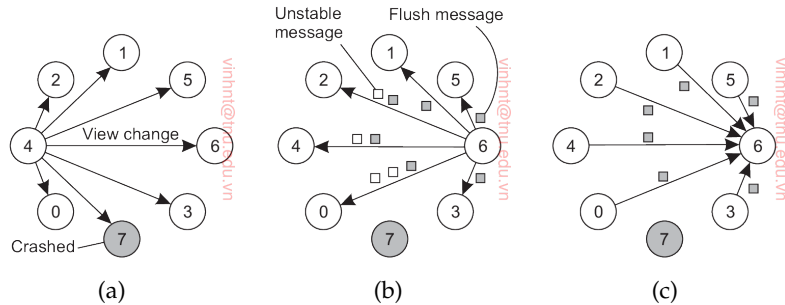 1
2
5
4
View change
6
0
3
Crashed
7
(a)
vinhnt@tnu.edu.vn
Unstable
message
Flush message
1
2
5
4
6
0
3
7
(b)
vinhnt@tnu.edu.vn
1
2
5
4
6
0
3
7
(c)
vinhnt@tnu.edu.vn